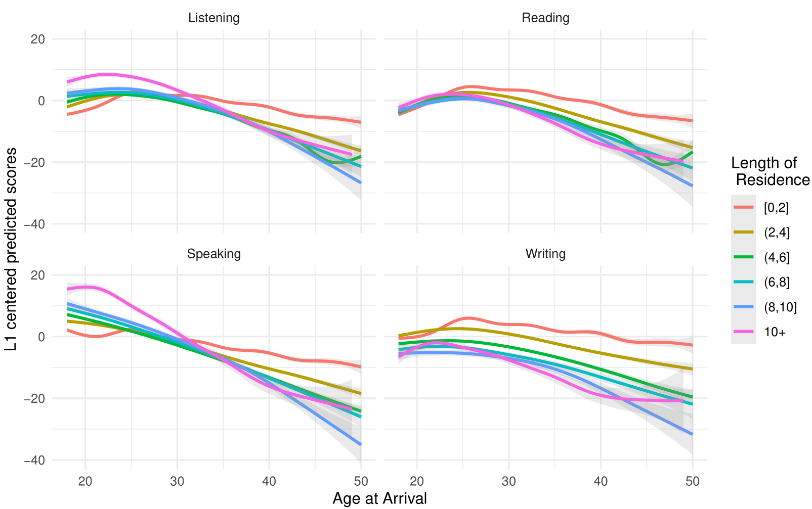 Listening
Reading
20
0
−20
−40
Speaking
Writing
20
0
−20
−40
20
30
40
50
20
30
40
50
Age at Arrival
L1 centered predicted scores
Length of
Residence
[0,2]
(2,4]
(4,6]
(6,8]
(8,10]
10+